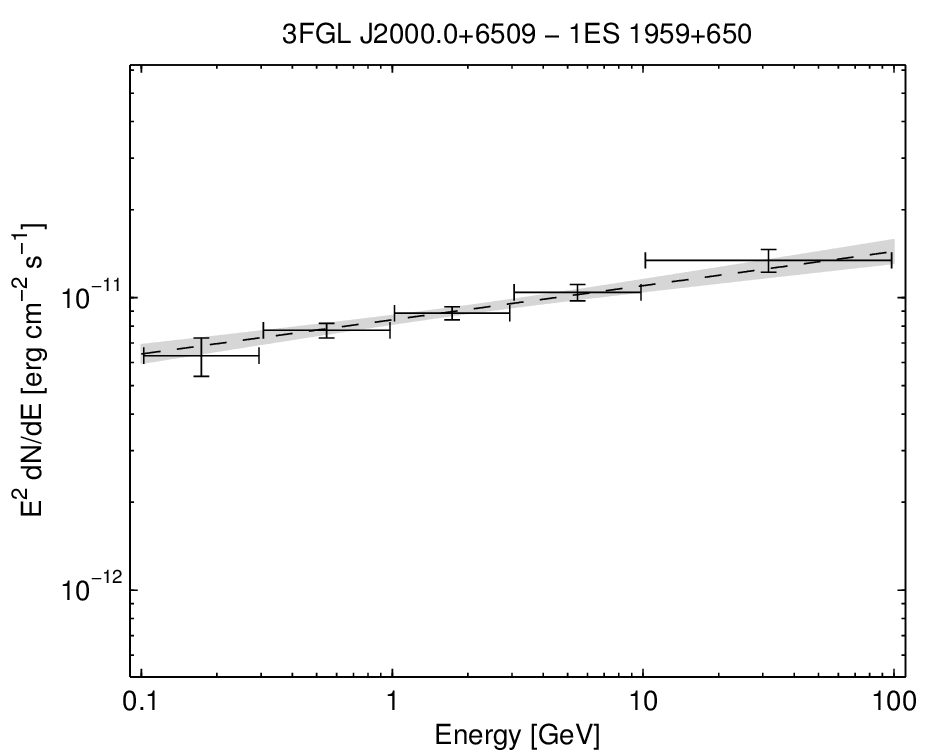 3FGL J2000.0+6509 − 1ES 1959+650
E² dN/dE [erg cm⁻² s⁻¹]
10⁻¹¹
10⁻¹²
0.1 1 10 100
Energy [GeV]